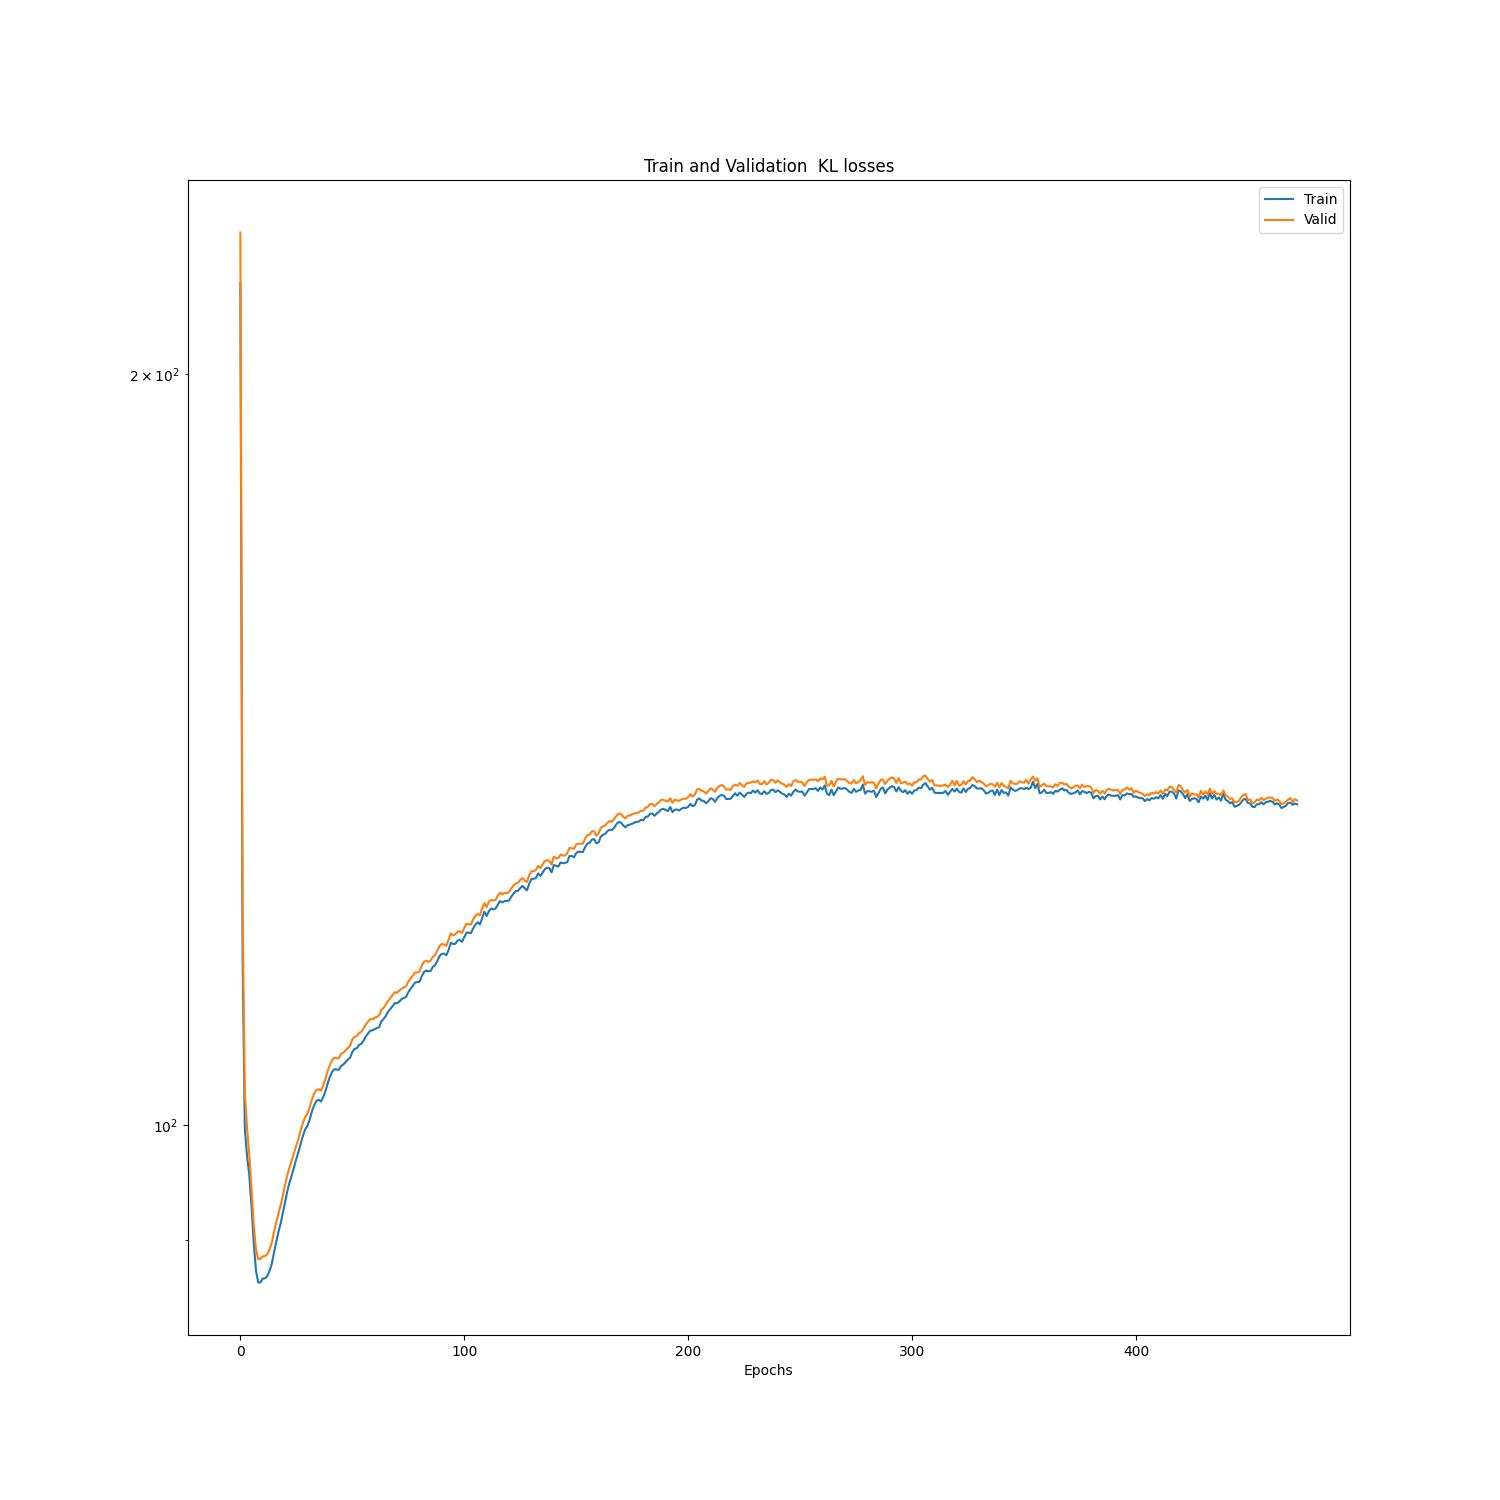 Train and Validation  KL losses
Train
Valid
2 × 10²
10²
0 100 200 300 400
Epochs